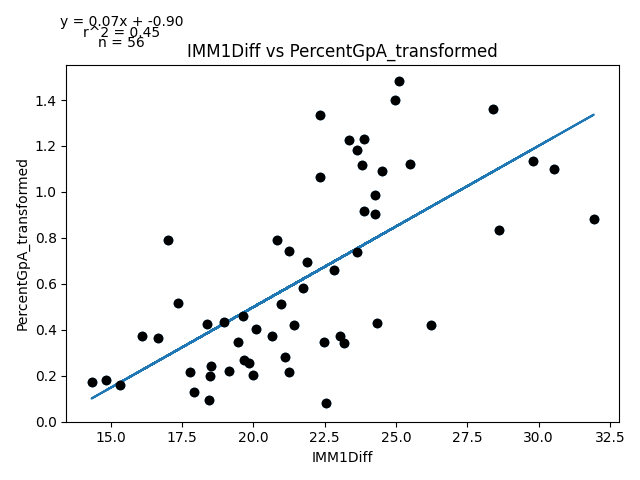 y = 0.07x + -0.90
r^2 = 0.45
n = 56
IMM1Diff vs PercentGpA_transformed
PercentGpA_transformed
1.4
1.2
1.0
0.8
0.6
0.4
0.2
0.0
15.0 17.5 20.0 22.5 25.0 27.5 30.0 32.5
IMM1Diff